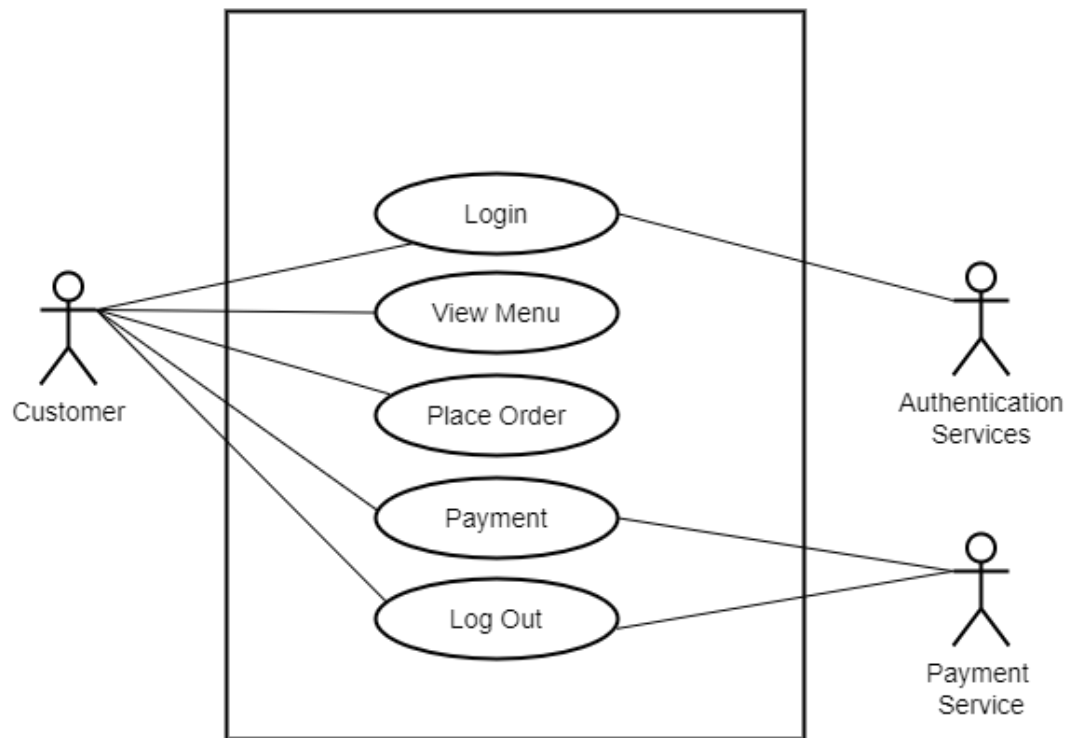 Login
View Menu
Customer
Place Order
Authentication
Services
Payment
Log Out
Payment
Service